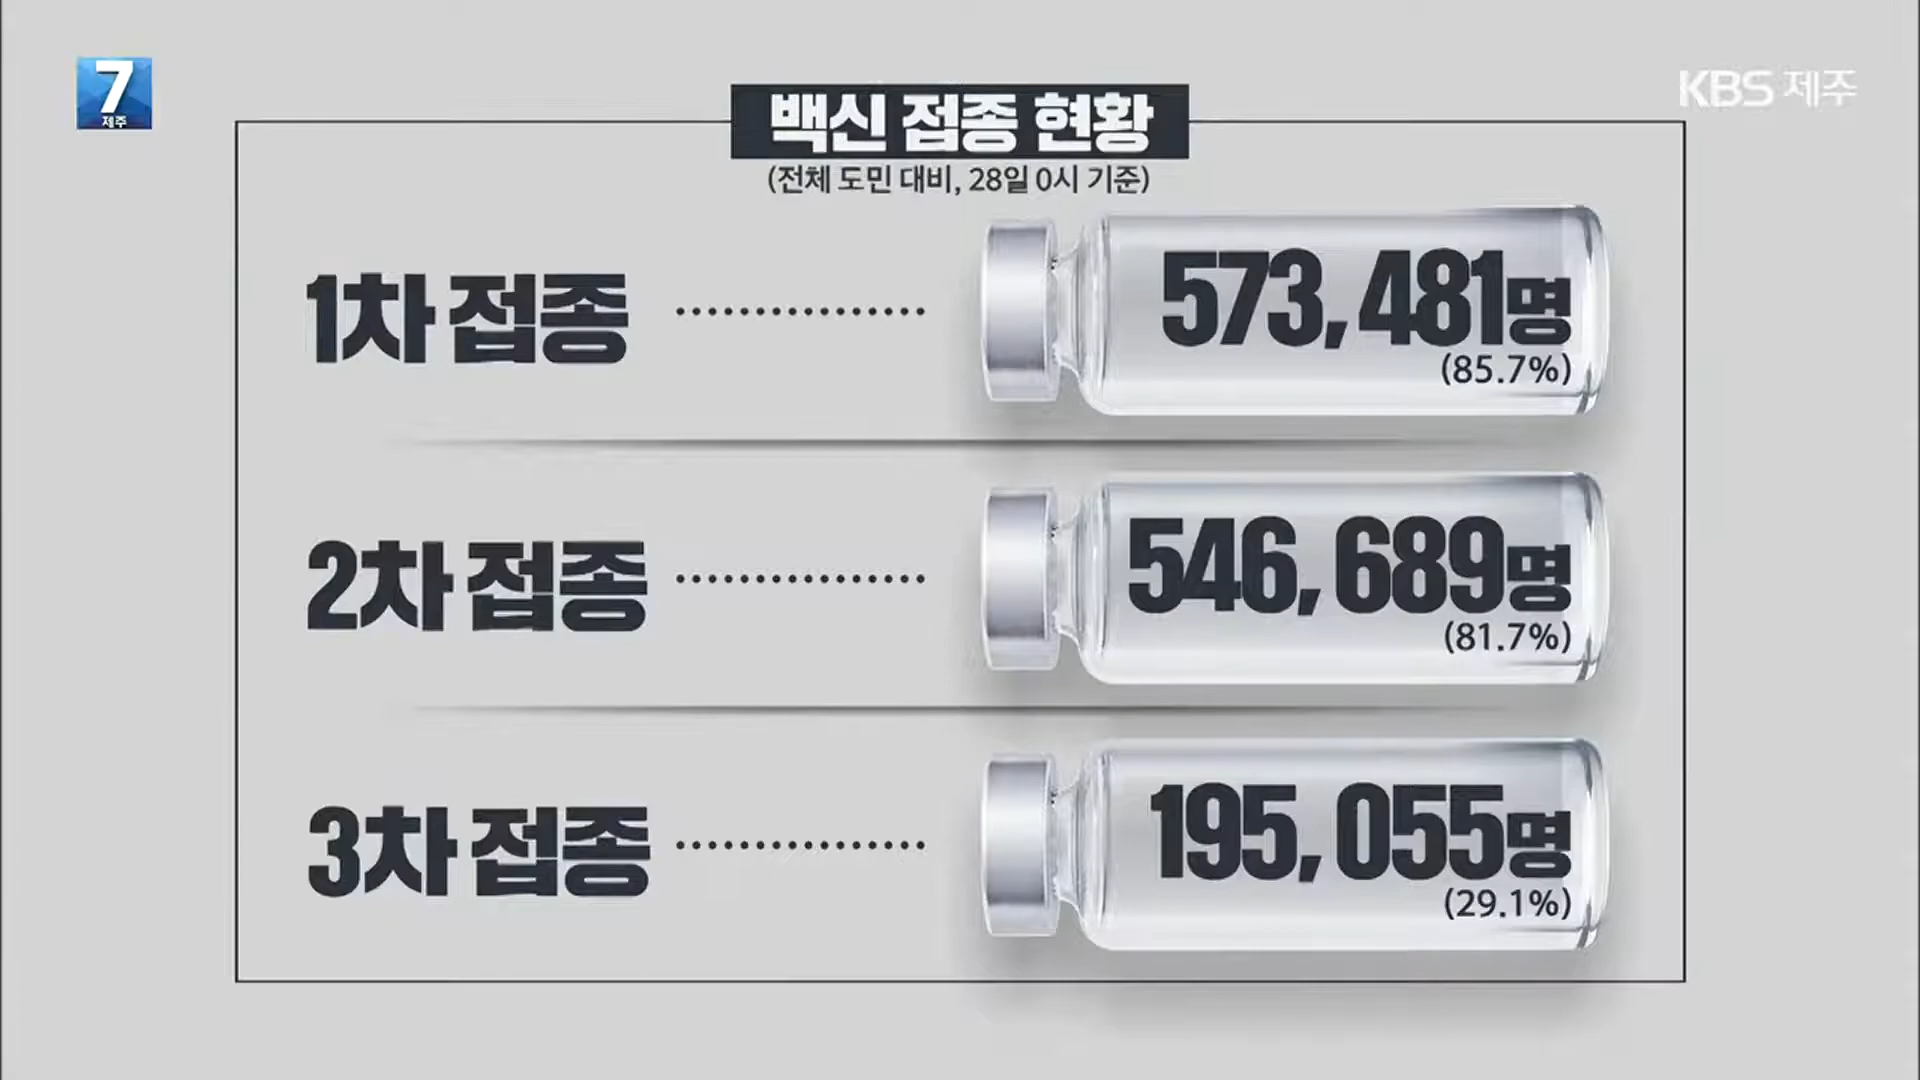 7
제주
KBS 제주
백신 접종 현황
(전체 도민 대비, 28일 0시 기준)
1차 접종 573,481명
(85.7%)
2차 접종 546,689명
(81.7%)
3차 접종 195,055명
(29.1%)